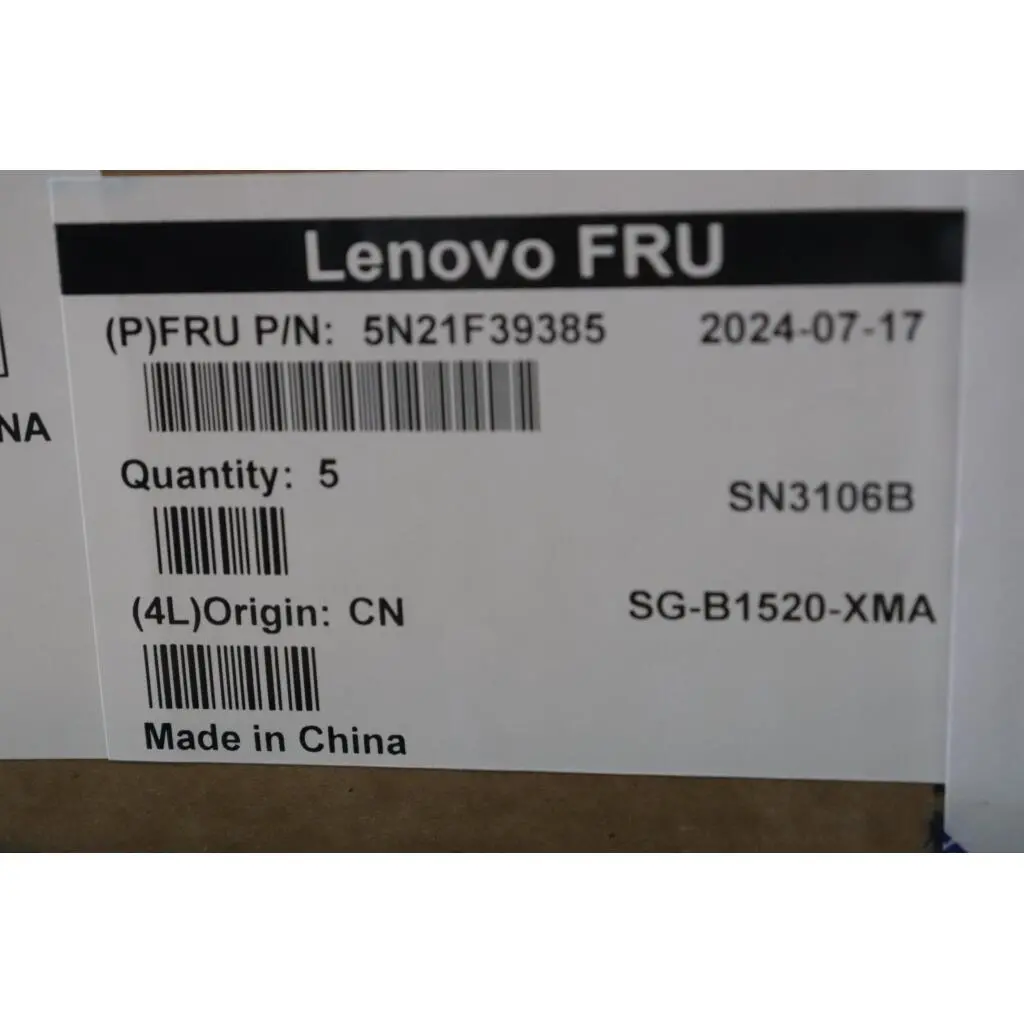 Lenovo FRU
(P)FRU P/N: 5N21F39385 2024-07-17
NA
Quantity: 5
SN3106B
(4L)Origin: CN SG-B1520-XMA
Made in China